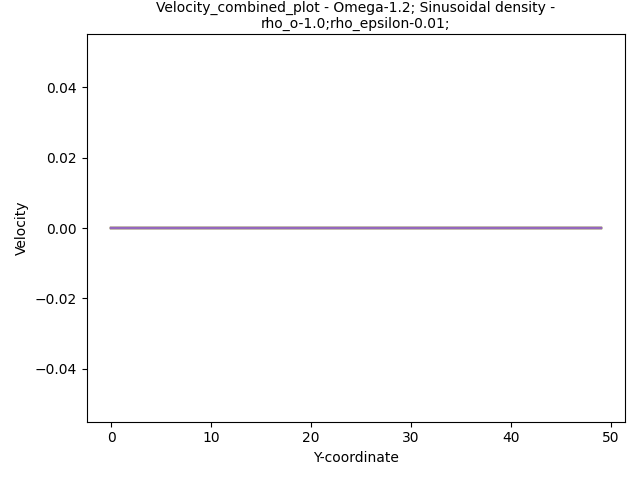 Velocity_combined_plot - Omega-1.2; Sinusoidal density -
rho_o-1.0;rho_epsilon-0.01;
0.04
0.02
0.00
−0.02
−0.04
Velocity
0 10 20 30 40 50
Y-coordinate